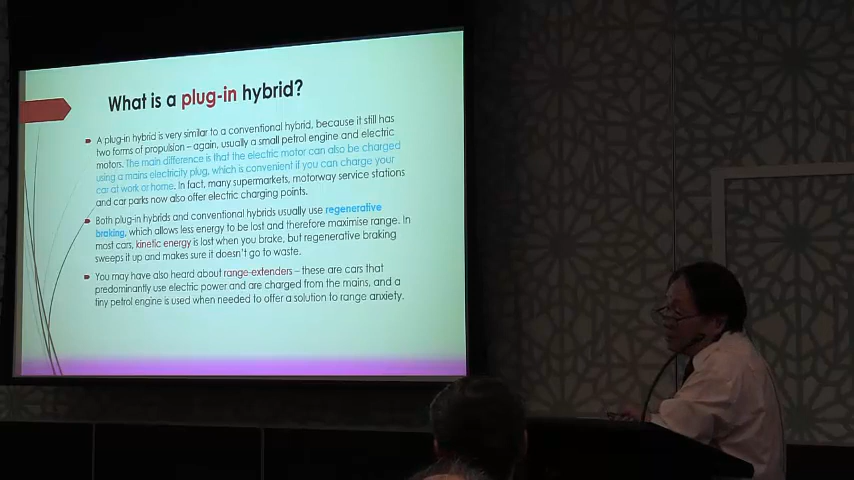 What is a plug-in hybrid?
A plug-in hybrid is very similar to a conventional hybrid, because it still has
two forms of propulsion – again, usually a small petrol engine and electric
motors. The main difference is that the electric motor can also be charged
using a mains electricity plug, which is convenient if you can charge your
car at work or home. In fact, many supermarkets, motorway service stations
and car parks now also offer electric charging points.
Both plug-in hybrids and conventional hybrids usually use regenerative
braking, which allows less energy to be lost and therefore maximise range. In
most cars, kinetic energy is lost when you brake, but regenerative braking
sweeps it up and makes sure it doesn't go to waste.
You may have also heard about range-extenders – these are cars that
predominantly use electric power and are charged from the mains, and a
tiny petrol engine is used when needed to offer a solution to range anxiety.